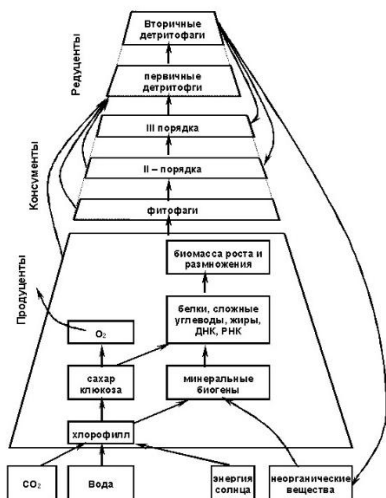 Вторичные
детритофаги
Редуценты
первичные
детритофги
III порядка
Консументы
II – порядка
фитофаги
биомасса роста и
размножения
Продуценты
белки, сложные
углеводы, жиры,
ДНК, РНК
O₂
сахар
клюкоза
минеральные
биогены
хлорофилл
CO₂
Вода
энергия
солнца
неорганические
вещества